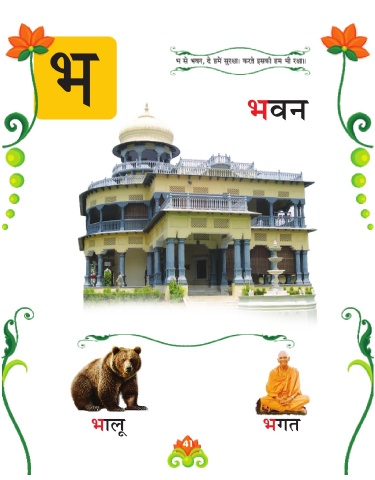 भ
भ से भवन, दे हमें सुरक्षा। करते इसकी हम भी रक्षा॥
भवन
भालू
भगत
41